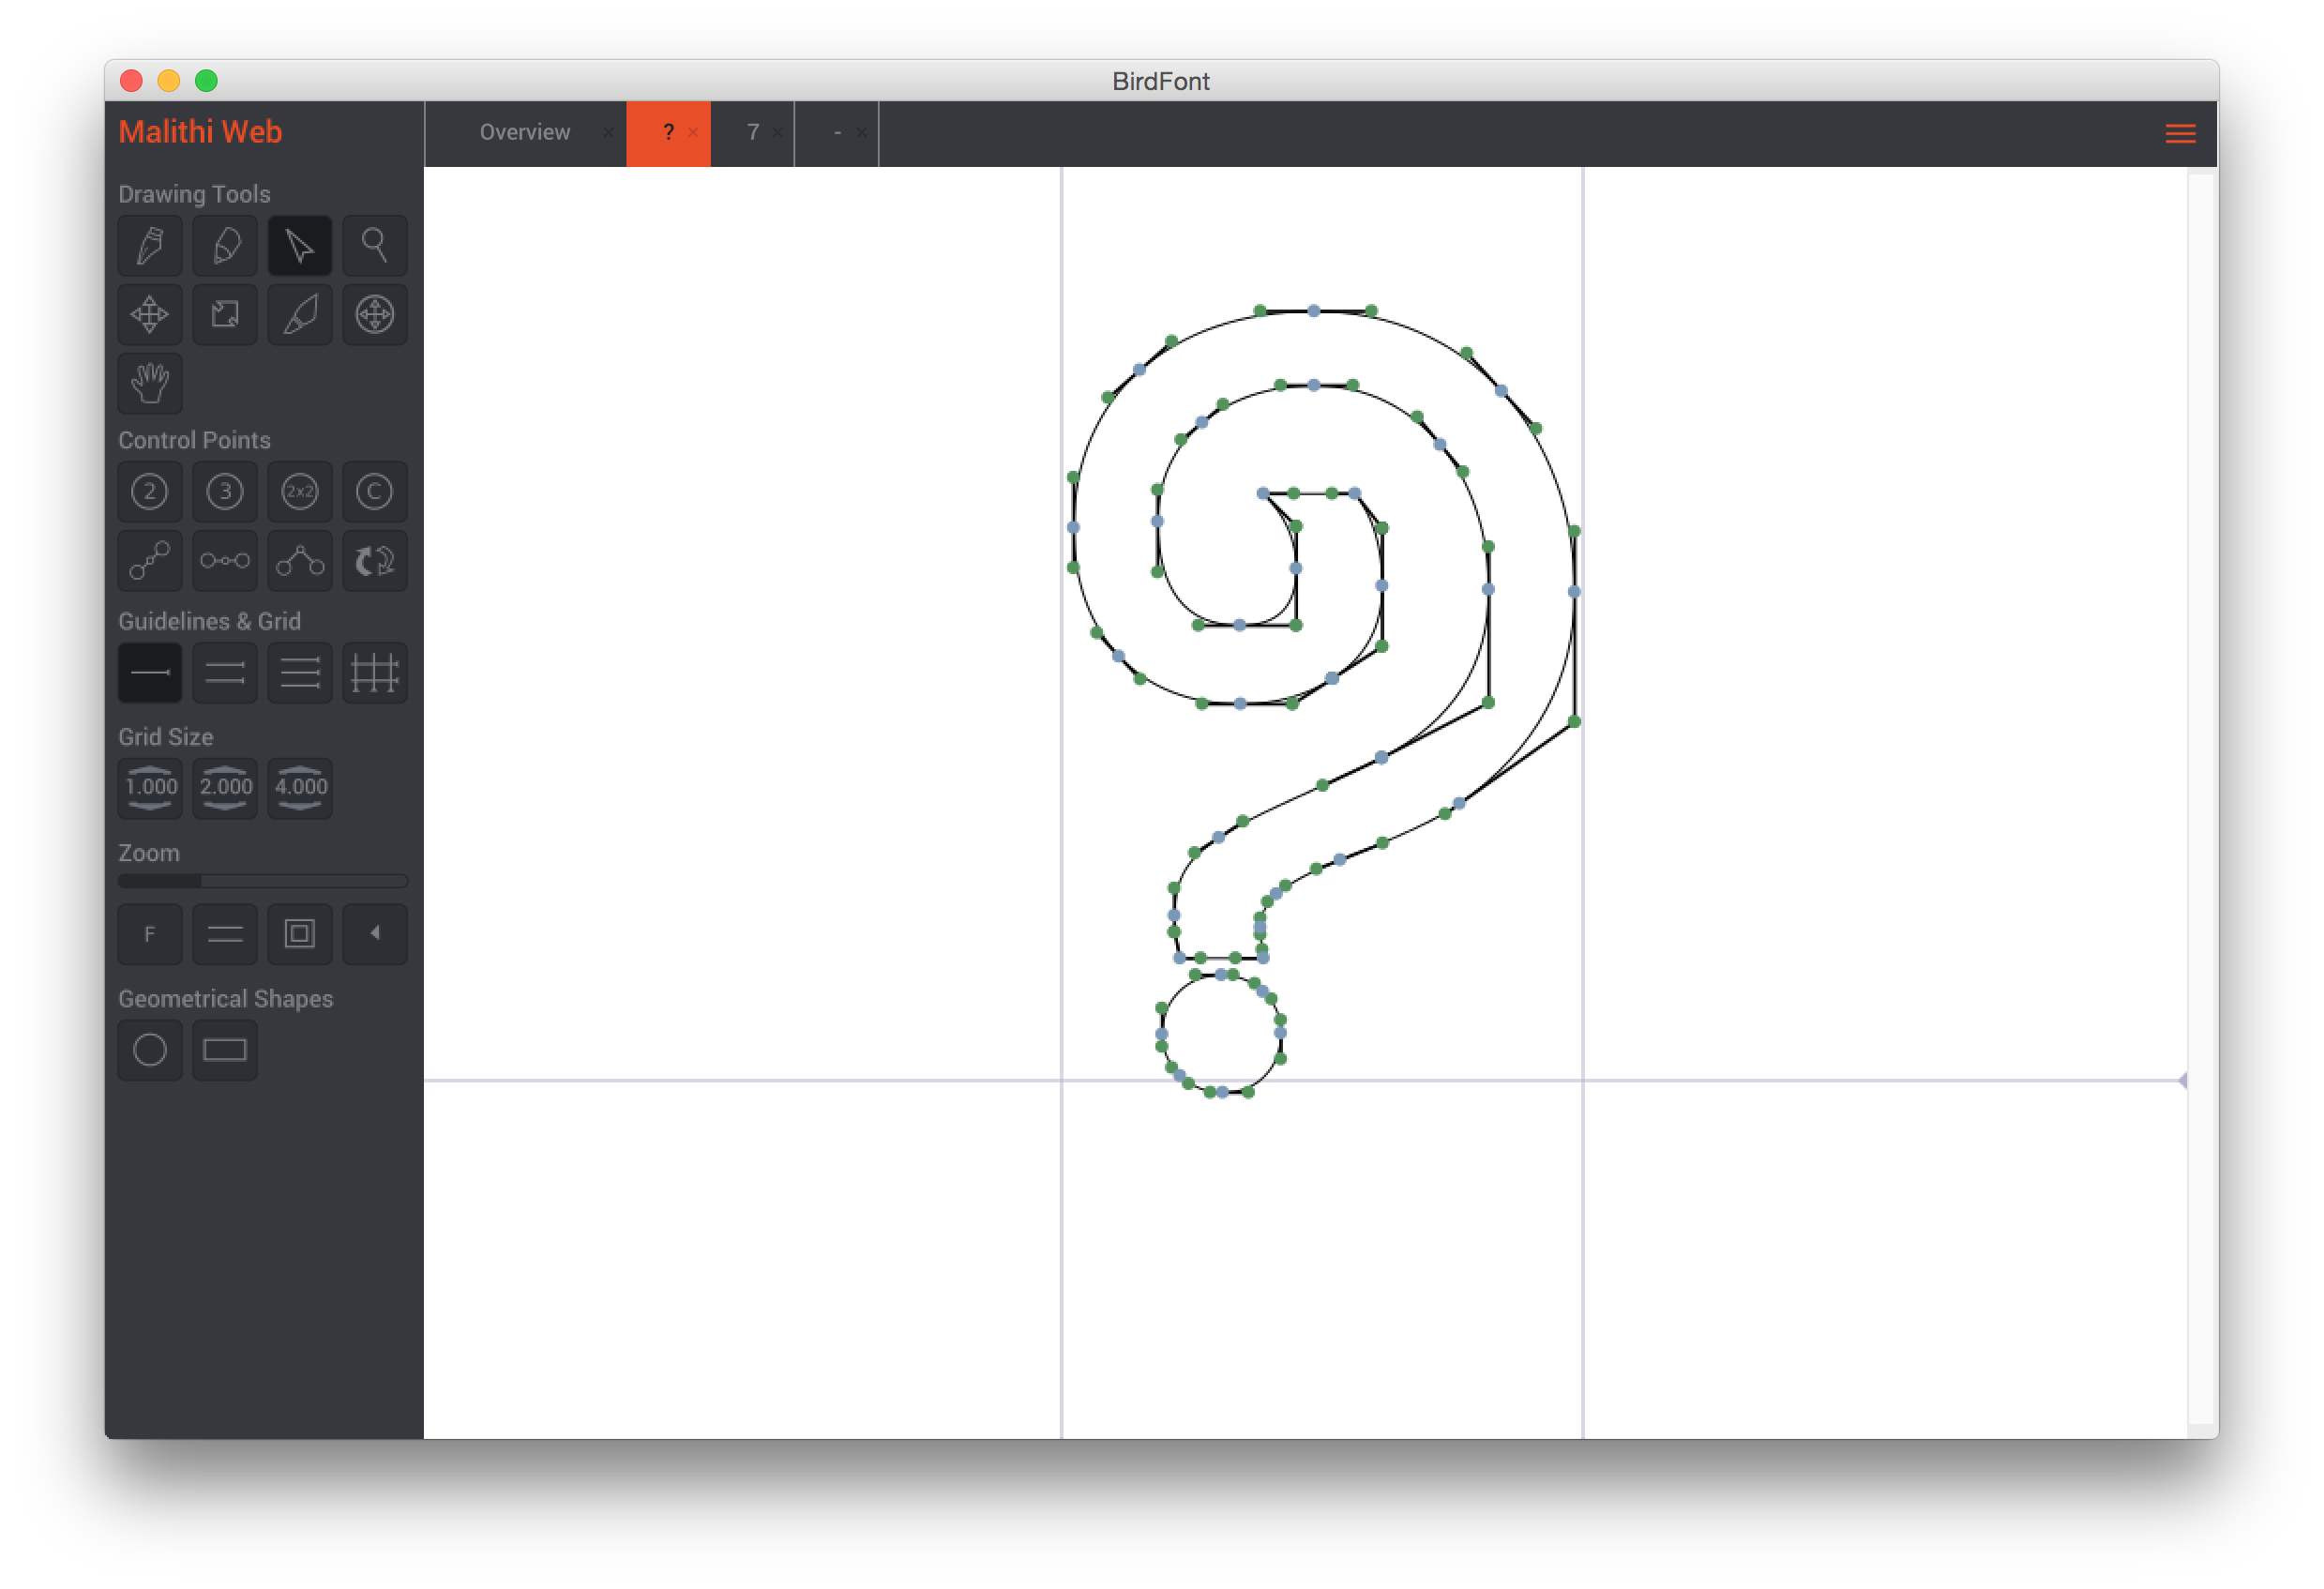 BirdFont
Malithi Web
Overview × ? × 7 × - ×
Drawing Tools
Control Points
2 3 2x2 C
Guidelines & Grid
Grid Size
1.000 2.000 4.000
Zoom
F
Geometrical Shapes
?